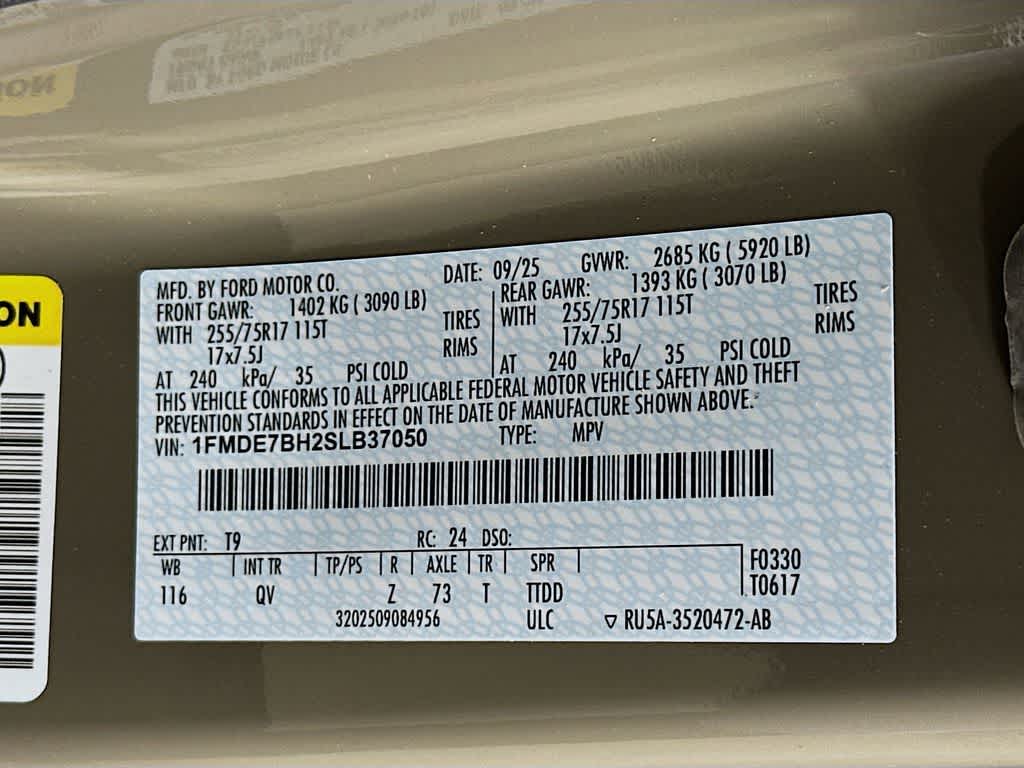 MFD. BY FORD MOTOR CO. DATE: 09/25 GVWR: 2685 KG ( 5920 LB)
FRONT GAWR: 1402 KG ( 3090 LB) REAR GAWR: 1393 KG ( 3070 LB)
WITH 255/75R17 115T TIRES WITH 255/75R17 115T TIRES
17x7.5J RIMS 17x7.5J RIMS
AT 240 kPa/ 35 PSI COLD AT 240 kPa/ 35 PSI COLD
THIS VEHICLE CONFORMS TO ALL APPLICABLE FEDERAL MOTOR VEHICLE SAFETY AND THEFT
PREVENTION STANDARDS IN EFFECT ON THE DATE OF MANUFACTURE SHOWN ABOVE.
VIN: 1FMDE7BH2SLB37050 TYPE: MPV
EXT PNT: T9 RC: 24 DSO:
WB INT TR TP/PS R AXLE TR SPR F0330
116 QV Z 73 T TTDD T0617
3202509084956 ULC ▽ RU5A-3520472-AB
ON